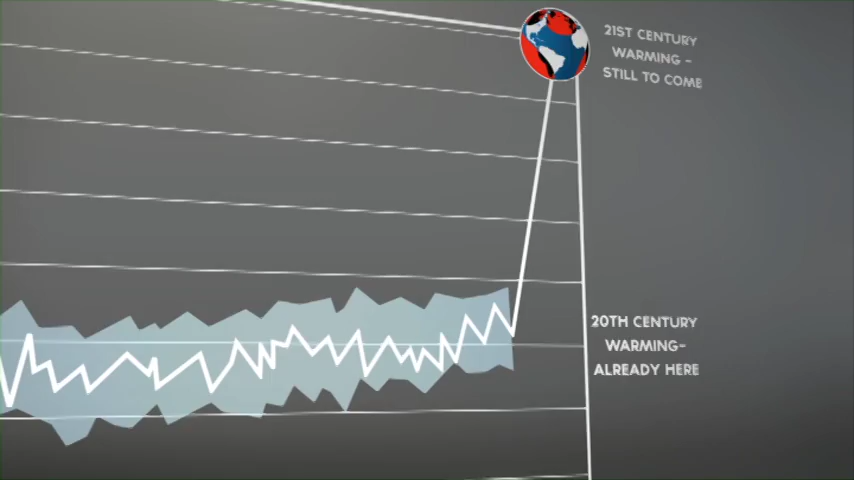 21ST CENTURY
WARMING -
STILL TO COME
20TH CENTURY
WARMING-
ALREADY HERE